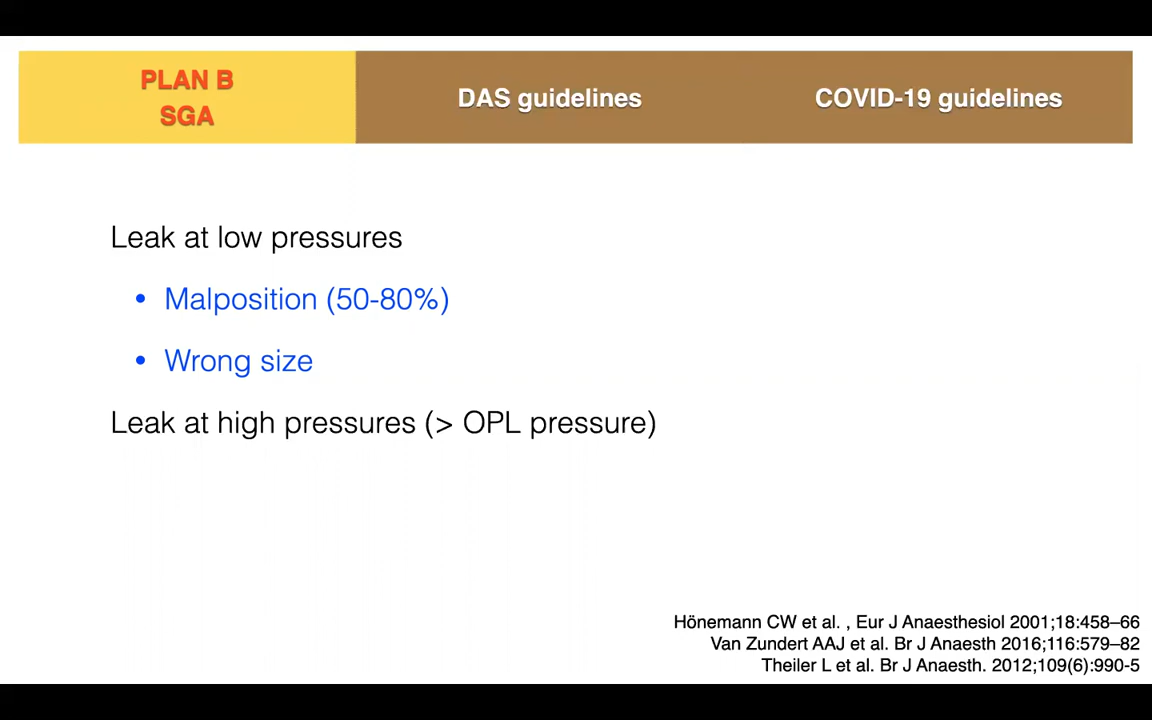 PLAN B
SGA
DAS guidelines
COVID-19 guidelines
Leak at low pressures
• Malposition (50-80%)
• Wrong size
Leak at high pressures (> OPL pressure)
Hönemann CW et al. , Eur J Anaesthesiol 2001;18:458–66
Van Zundert AAJ et al. Br J Anaesth 2016;116:579–82
Theiler L et al. Br J Anaesth. 2012;109(6):990-5